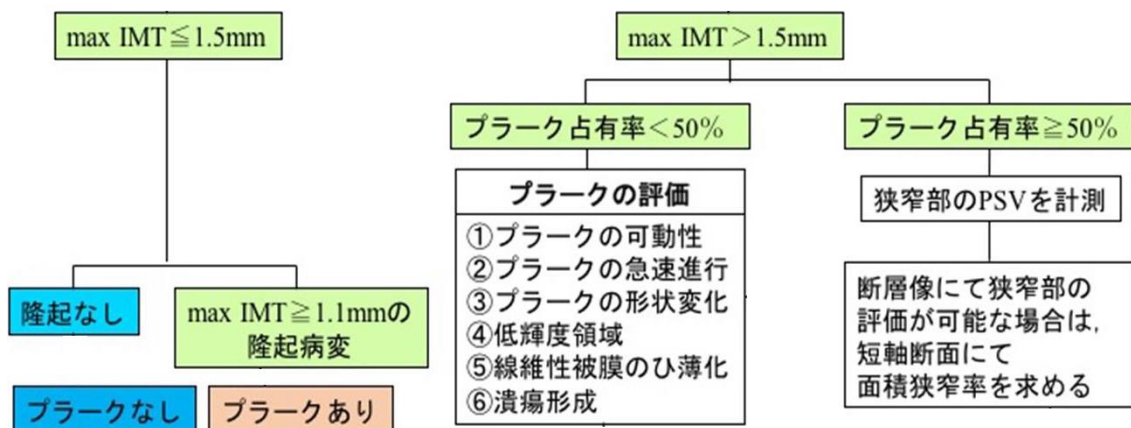 max IMT≦1.5mm
隆起なし
max IMT≧1.1mmの
隆起病変
プラークなし
プラークあり
max IMT＞1.5mm
プラーク占有率＜50%
プラークの評価
①プラークの可動性
②プラークの急速進行
③プラークの形状変化
④低輝度領域
⑤線維性被膜のひ薄化
⑥潰瘍形成
プラーク占有率≧50%
狭窄部のPSVを計測
断層像にて狭窄部の
評価が可能な場合は,
短軸断面にて
面積狭窄率を求める